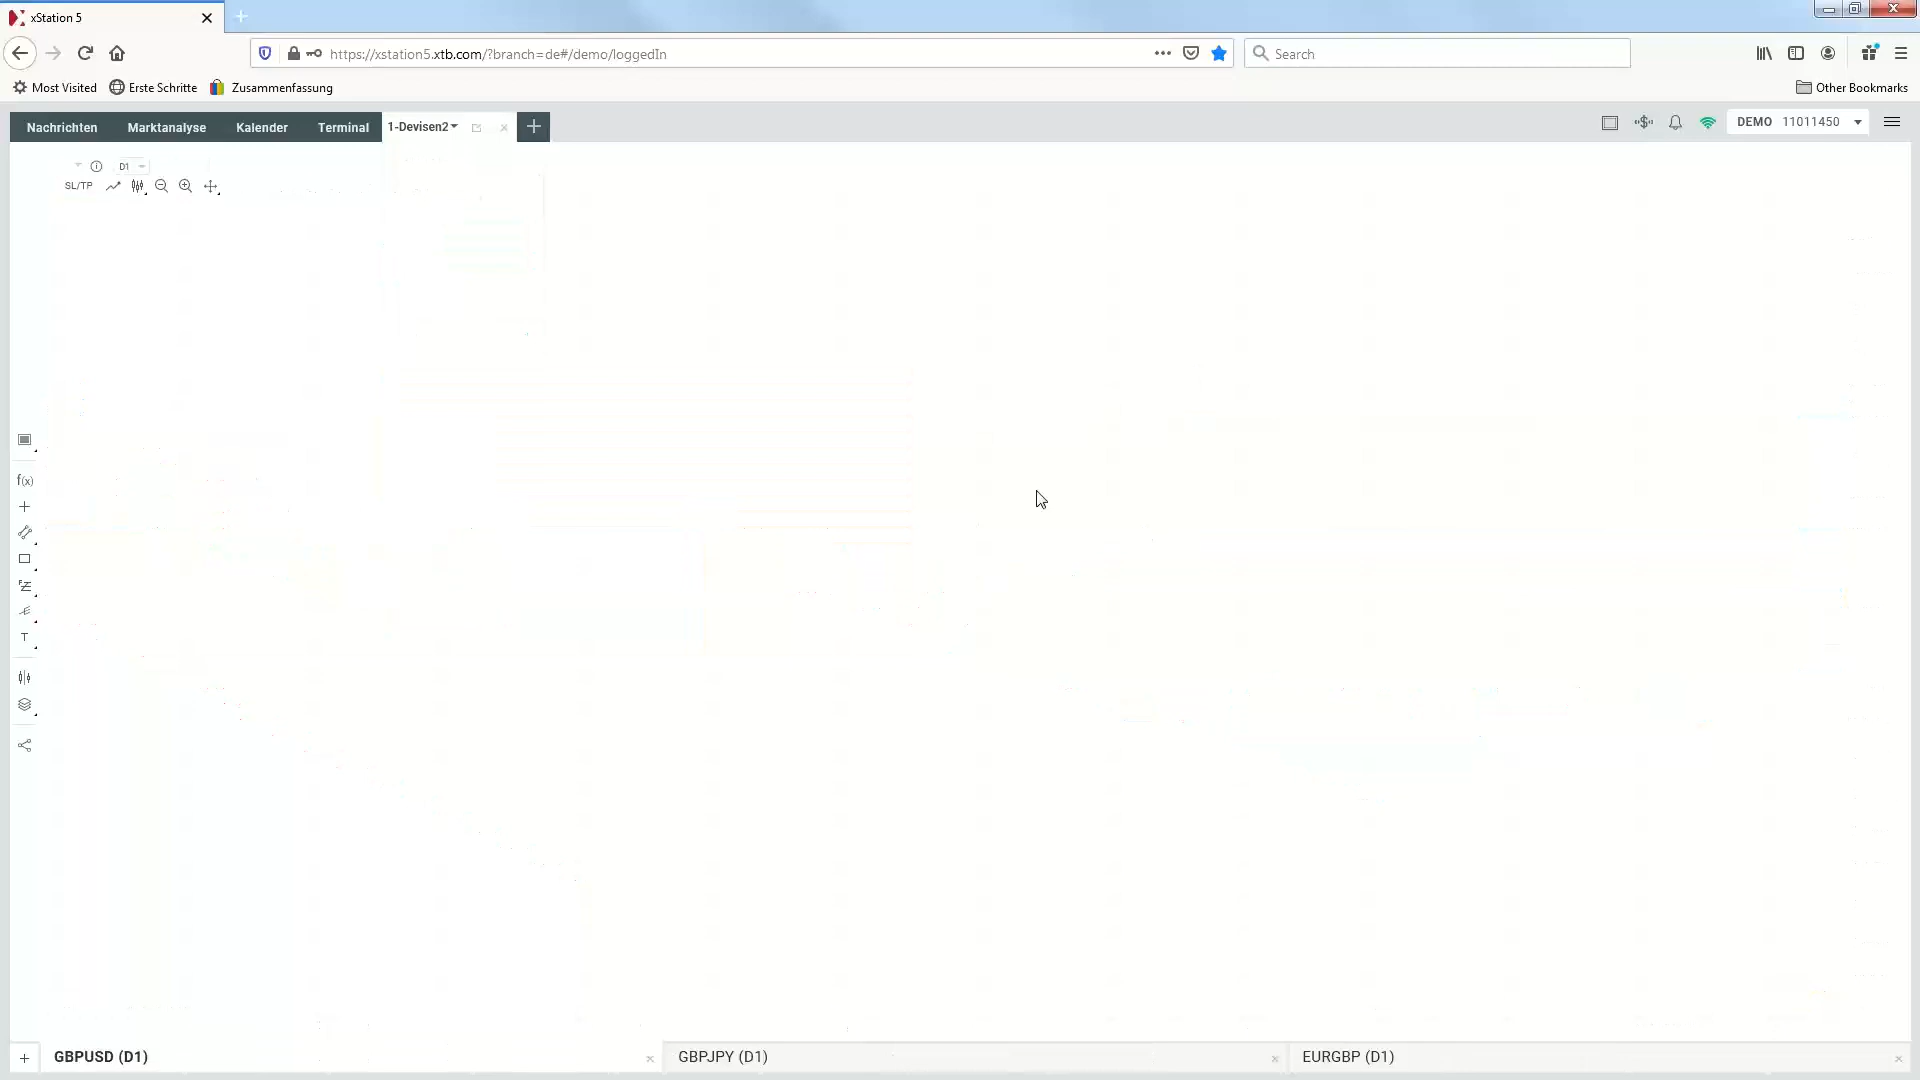 xStation 5
https://xstation5.xtb.com/?branch=de#/demo/loggedIn
Search
Most Visited
Erste Schritte
Zusammenfassung
Other Bookmarks
Nachrichten
Marktanalyse
Kalender
Terminal
1-Devisen2
DEMO 11011450
D1
SL/TP
f(x)
T
GBPUSD (D1)
GBPJPY (D1)
EURGBP (D1)